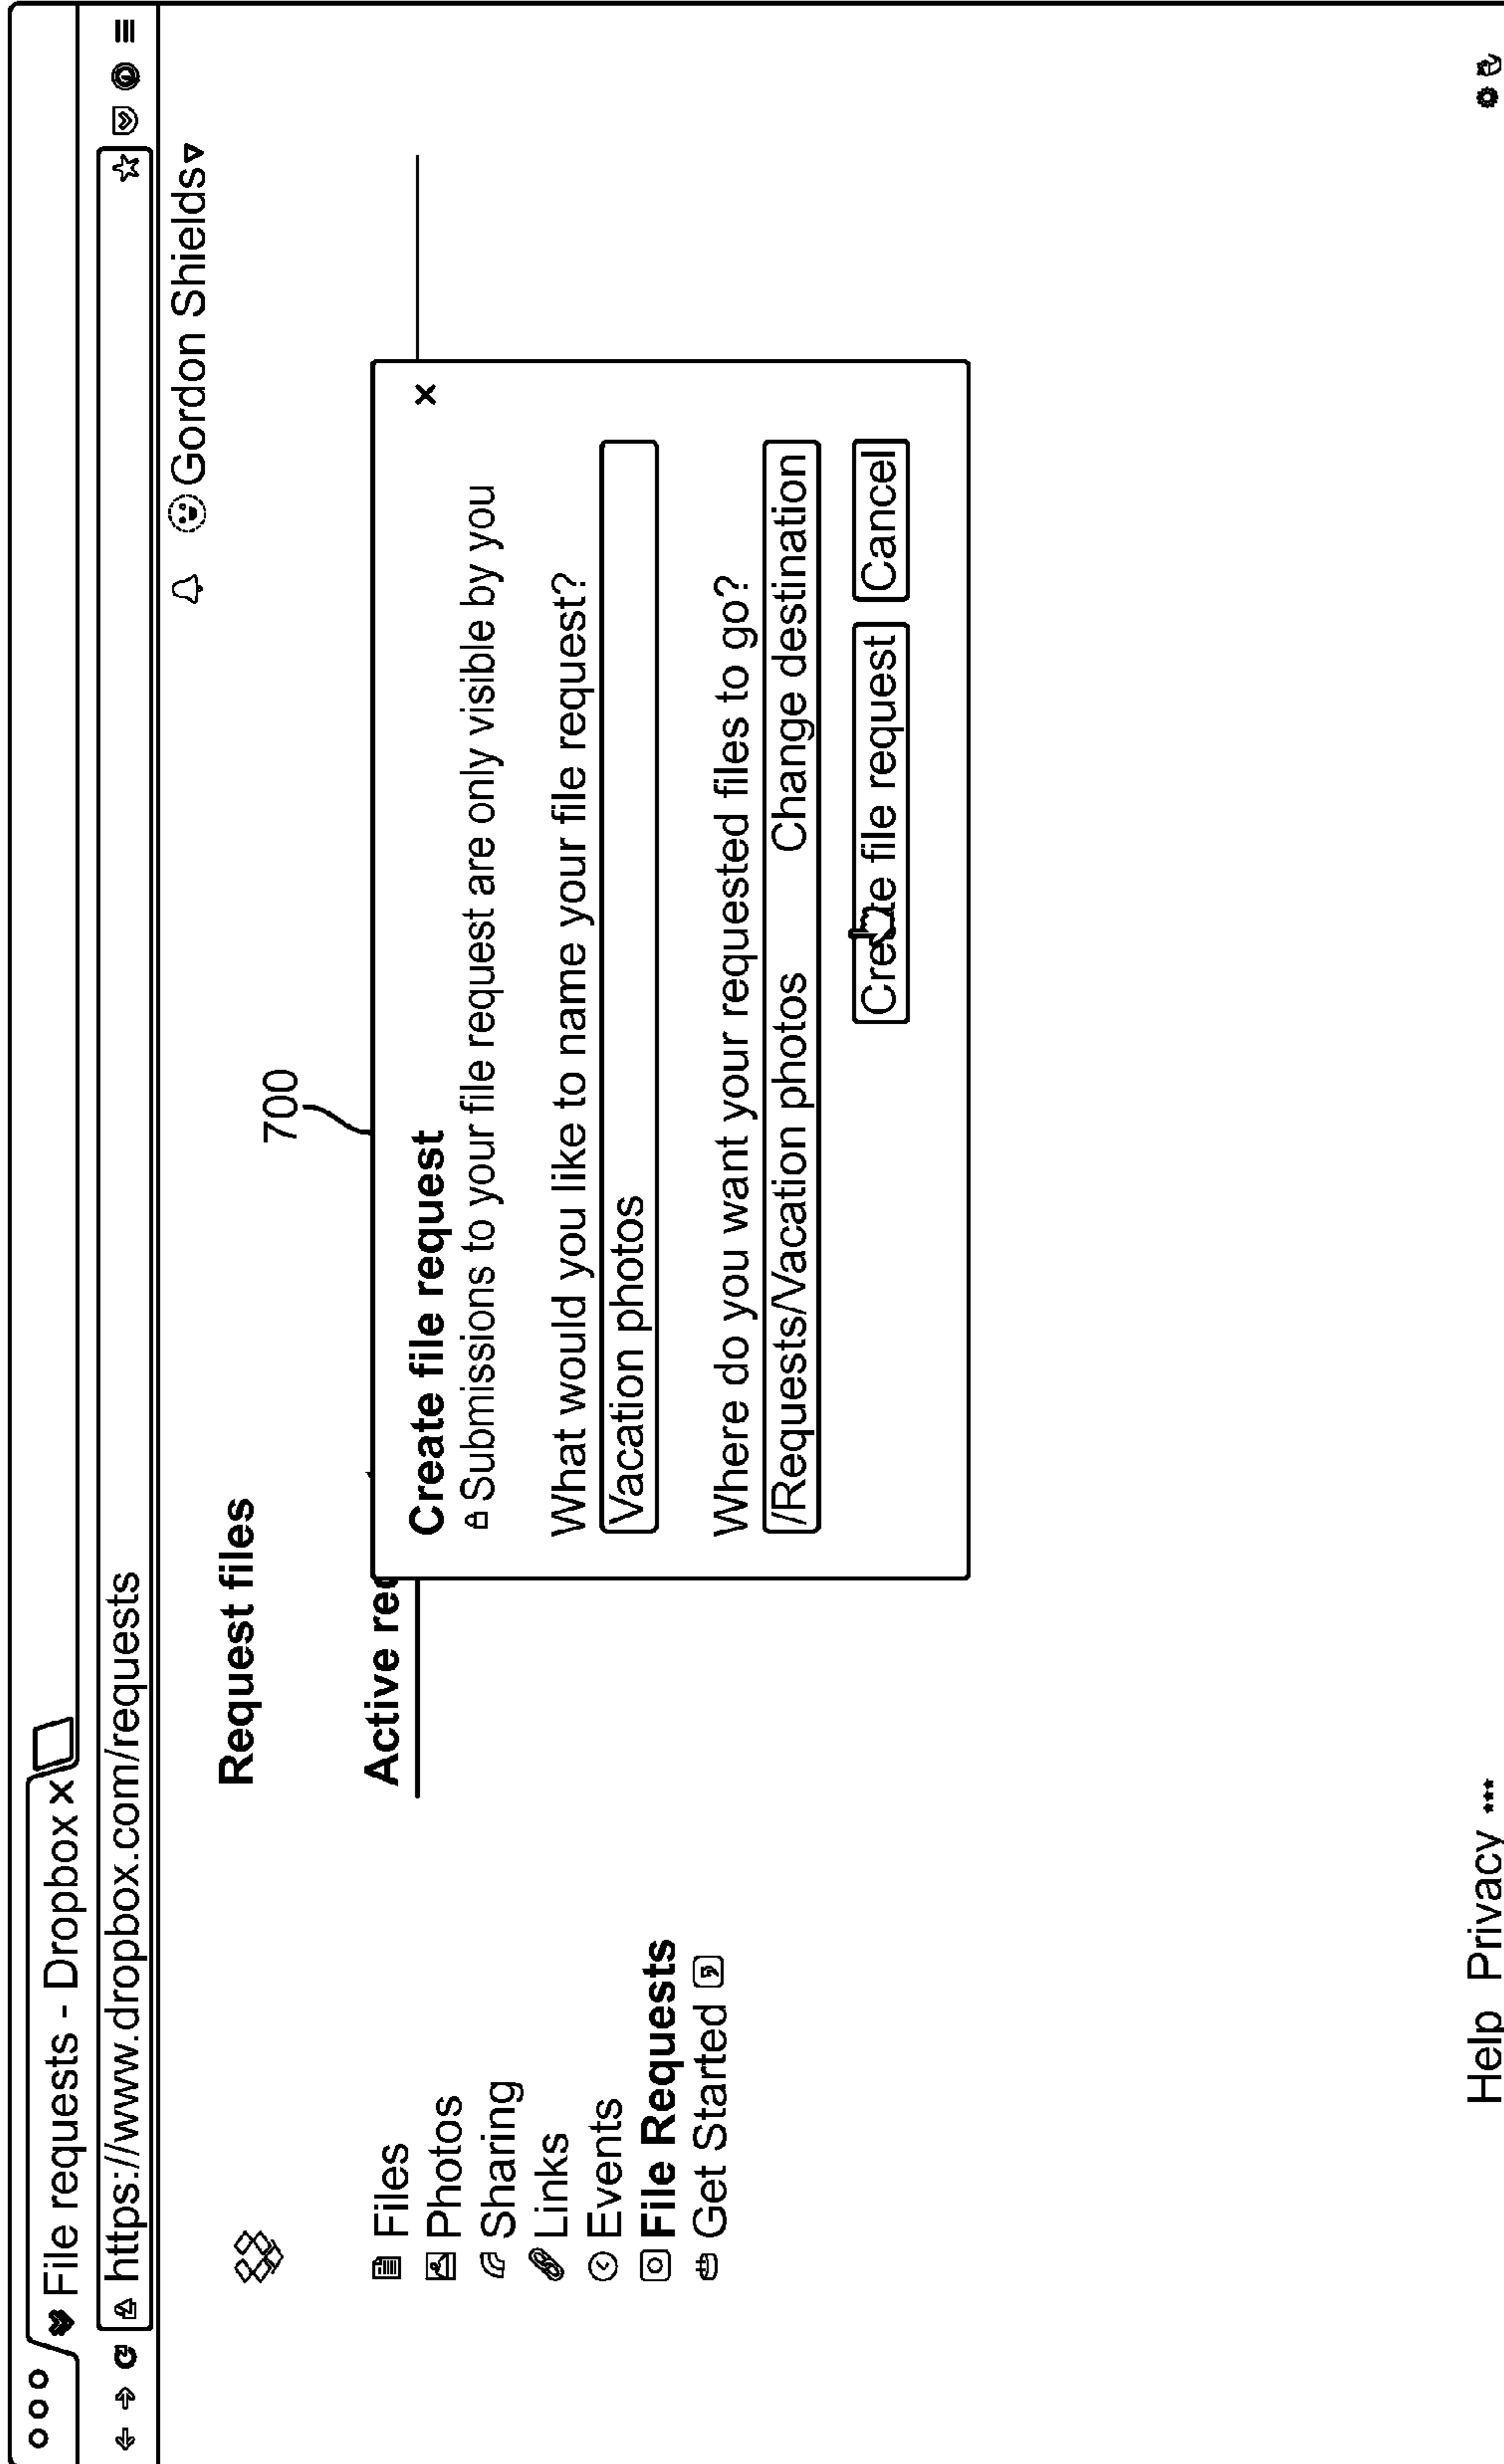 File requests - Dropbox x
https://www.dropbox.com/requests
Gordon Shields
Request files
700
Active req
Create file request
x
Submissions to your file request are only visible by you
What would you like to name your file request?
Vacation photos
Where do you want your requested files to go?
/Requests/Vacation photos Change destination
Create file request Cancel
Files
Photos
Sharing
Links
Events
File Requests
Get Started
Help Privacy